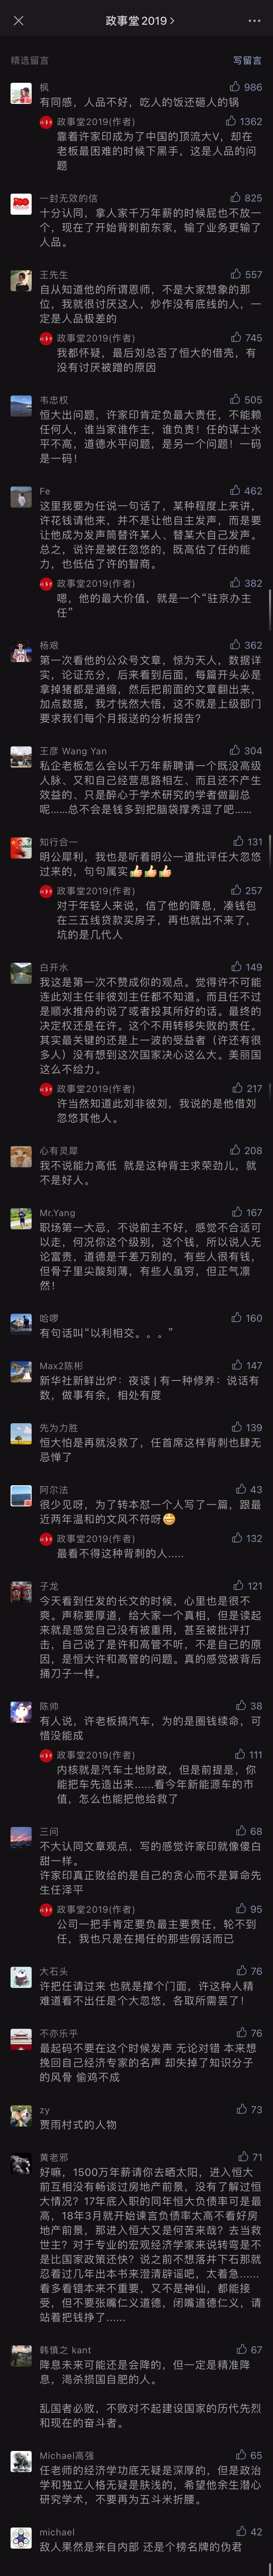 政事堂2019
精选留言
写留言
枫
986
有同感，人品不好，吃人的饭还砸人的锅
政事堂2019(作者)
1362
靠着许家印成为了中国的顶流大V，却在
老板最困难的时候下黑手，这是人品的问
题
一封无效的信
825
十分认同，拿人家千万年薪的时候屁也不放一
个，现在了开始背刺前东家，输了业务更输了
人品。
王先生
557
自从知道他的所谓恩师，不是大家想象的那
位，我就很讨厌这人，炒作没有底线的人，一
定是人品极差的
政事堂2019(作者)
745
我都怀疑，最后刘总否了恒大的借壳，有
没有讨厌被蹭的原因
韦忠权
505
恒大出问题，许家印肯定负最大责任，不能赖
任何人，谁当家谁作主，谁负责！任的谋士水
平不高，道德水平问题，是另一个问题！一码
是一码！
Fe
462
这里我要为任说一句话了，某种程度上来讲，
许花钱请他来，并不是让他自主发声，而是要
让他成为发声筒替许某人、替某大自己发声。
总之，说许是被任忽悠的，既高估了任的能
力，也低估了许的智商。
政事堂2019(作者)
382
嗯，他的最大价值，就是一个“驻京办主
任”
杨艰
362
第一次看他的公众号文章，惊为天人，数据详
实，论证充分，后来看到后面，每篇开头必是
拿掉猪都是通缩，然后把前面的文章翻出来，
加点数据，我才恍然大悟，这不就是上级部门
要求我们每个月报送的分析报告？
王彦 Wang Yan
304
私企老板怎么会以千万年薪聘请一个既没高级
人脉、又和自己经营思路相左、而且还不产生
效益的、只是醉心于学术研究的学者做副总
呢……总不会是钱多到把脑袋撑秀逗了吧……
知行合一
131
明公犀利，我也是听着明公一道批评任大忽悠
过来的，句句属实👍👍👍
政事堂2019(作者)
257
对于年轻人来说，信了他的降息，凑钱包
在三五线贷款买房子，再也就出不来了，
坑的是几代人
白开水
149
我这是第一次不赞成你的观点。觉得许不可能
连此刘主任非彼刘主任都不知道。而且任不过
是顺水推舟的说了或者投其所好的话。最终的
决定权还是在许。这个不用转移失败的责任。
其实最关键的还是上一波的受益者（许还有很
多人）没有想到这次国家决心这么大。美丽国
这么不给力。
政事堂2019(作者)
217
许当然知道此刘非彼刘，我说的是他借刘
忽悠其他人。
心有灵犀
208
我不说能力高低 就是这种背主求荣劲儿，就
不是好人。
Mr.Yang
167
职场第一大忌，不说前主不好，感觉不合适可
以走，何况你这个级别，这个钱，所以说人无
论富贵，道德是千差万别的，有些人很有钱，
但骨子里尖酸刻薄，有些人虽穷，但正气凛
然！
哈啰
160
有句话叫“以利相交。。。”
Max2陈彬
147
新华社新鲜出炉：夜读 | 有一种修养：说话有
数，做事有余，相处有度
先为力胜
139
恒大怕是再就没救了，任首席这样背刺也肆无
忌惮了
阿尔法
43
很少见呀，为了转本怼一个人写了一篇，跟最
近两年温和的文风不符呀😅
政事堂2019(作者)
132
最看不得这种背刺的人.....
子龙
121
今天看到任发的长文的时候，心里也是很不
爽。声称要厚道，给大家一个真相，但是读起
来就是感觉自己没有被重用，甚至被批评打
击，自己说了是许和高管不听，不是自己的原
因，是恒大许和高管的问题。真的感觉被背后
捅刀子一样。
陈帅
38
有人说，许老板搞汽车，为的是圈钱续命，可
惜没能成
政事堂2019(作者)
111
内核就是汽车土地财政，但是前提是，你
能把车先造出来……看今年新能源车的市
值，怎么也能把他给救了
三问
68
不大认同文章观点，写的感觉许家印就像傻白
甜一样。
许家印真正败给的是自己的贪心而不是算命先
生任泽平
政事堂2019(作者)
95
公司一把手肯定要负最主要责任，轮不到
任，我也只是在揭任的那些假话而已
大石头
76
许把任请过来 也就是撑个门面，许这种人精
难道看不出任是个大忽悠，各取所需罢了！
不亦乐乎
76
最起码不要在这个时候发声 无论对错 本来想
挽回自己经济专家的名声 却失掉了知识分子
的风骨 偷鸡不成
zy
73
贾雨村式的人物
黄老邪
71
好嘛，1500万年薪请你去晒太阳，进入恒大
前互相没有畅谈过房地产前景，没有了解过恒
大情况？17年底入职的同年恒大负债率可是最
高，18年3月就开始谏言负债率太高不看好房
地产前景，那进入恒大又是何苦来哉？去当救
世主？对于专业的宏观经济学家来说转弯是不
是比国家政策还快？说之前不想落井下石那就
忍着过几年出本书来澄清辟谣吧，太着急……
看多看错本来不重要，又不是神仙，都能接
受，但不要张嘴仁义道德，闭嘴道德仁义，请
站着把钱挣了……
韩慎之 kant
67
降息未来可能还是会降的，但一定是精准降
息，渴杀损国自肥的人。
乱国者必败，不败对不起建设国家的历代先烈
和现在的奋斗者。
Michael高强
65
任老师的经济学功底无疑是深厚的，但是政治
学和独立人格无疑是肤浅的，希望他余生潜心
研究学术，不要再为五斗米折腰。
michael
42
敌人果然是来自内部 还是个榜名牌的伪君